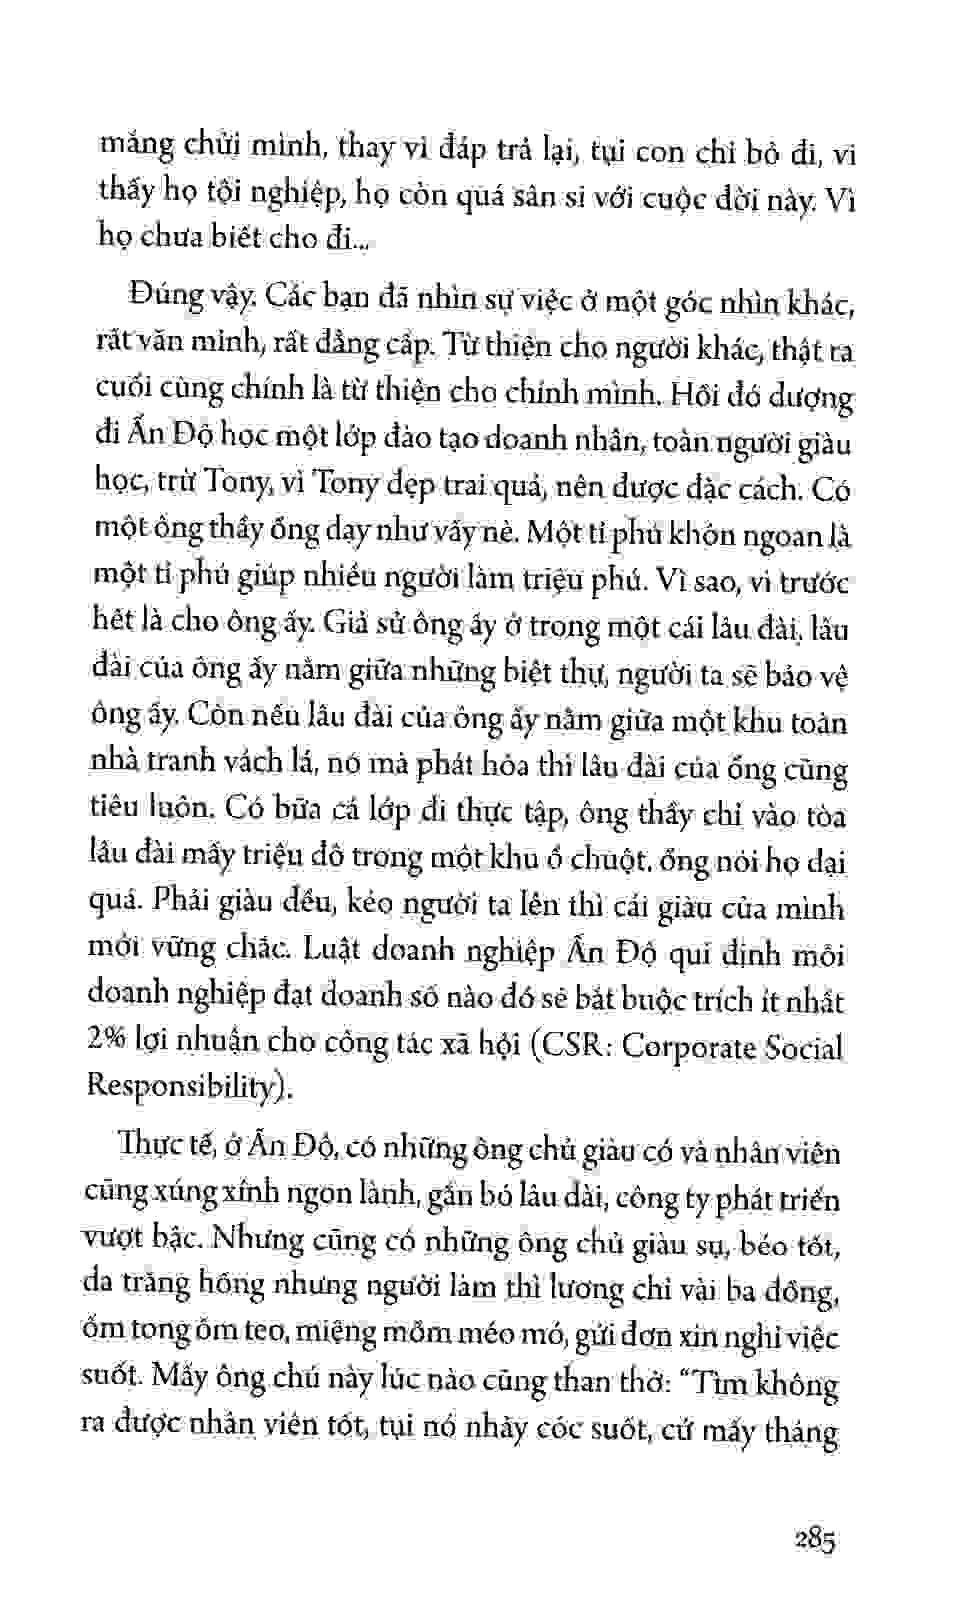 mắng chửi mình, thay vì đáp trả lại, tụi con chỉ bỏ đi, vì
thấy họ tội nghiệp, họ còn quá sân si với cuộc đời này. Vì
họ chưa biết cho đi...
Đúng vậy. Các bạn đã nhìn sự việc ở một góc nhìn khác,
rất văn minh, rất đẳng cấp. Từ thiện cho người khác, thật ra
cuối cùng chính là từ thiện cho chính mình. Hồi đó dượng
đi Ấn Độ học một lớp đào tạo doanh nhân, toàn người giàu
học, trừ Tony, vì Tony đẹp trai quá, nên được đặc cách. Có
một ông thầy ổng dạy như vầy nè. Một tỉ phú khôn ngoan là
một tỉ phú giúp nhiều người làm triệu phú. Vì sao, vì trước
hết là cho ông ấy. Giả sử ông ấy ở trong một cái lâu đài, lâu
đài của ông ấy nằm giữa những biệt thự, người ta sẽ bảo vệ
ông ấy. Còn nếu lâu đài của ông ấy nằm giữa một khu toàn
nhà tranh vách lá, nó mà phát hỏa thì lâu đài của ổng cũng
tiêu luôn. Có bữa cả lớp đi thực tập, ông thầy chỉ vào tòa
lâu đài mấy triệu đô trong một khu ổ chuột, ổng nói họ dại
quá. Phải giàu đều, kéo người ta lên thì cái giàu của mình
mới vững chắc. Luật doanh nghiệp Ấn Độ qui định mỗi
doanh nghiệp đạt doanh số nào đó sẽ bắt buộc trích ít nhất
2% lợi nhuận cho công tác xã hội (CSR: Corporate Social
Responsibility).
Thực tế, ở Ấn Độ, có những ông chủ giàu có và nhân viên
cũng xúng xính ngon lành, gắn bó lâu dài, công ty phát triển
vượt bậc. Nhưng cũng có những ông chủ giàu sụ, béo tốt,
da trắng hồng nhưng người làm thì lương chỉ vài ba đồng,
ốm tong ốm teo, miệng mồm méo mó, gửi đơn xin nghỉ việc
suốt. Mấy ông chủ này lúc nào cũng than thở: “Tìm không
ra được nhân viên tốt, tụi nó nhảy cóc suốt, cứ mấy tháng
285